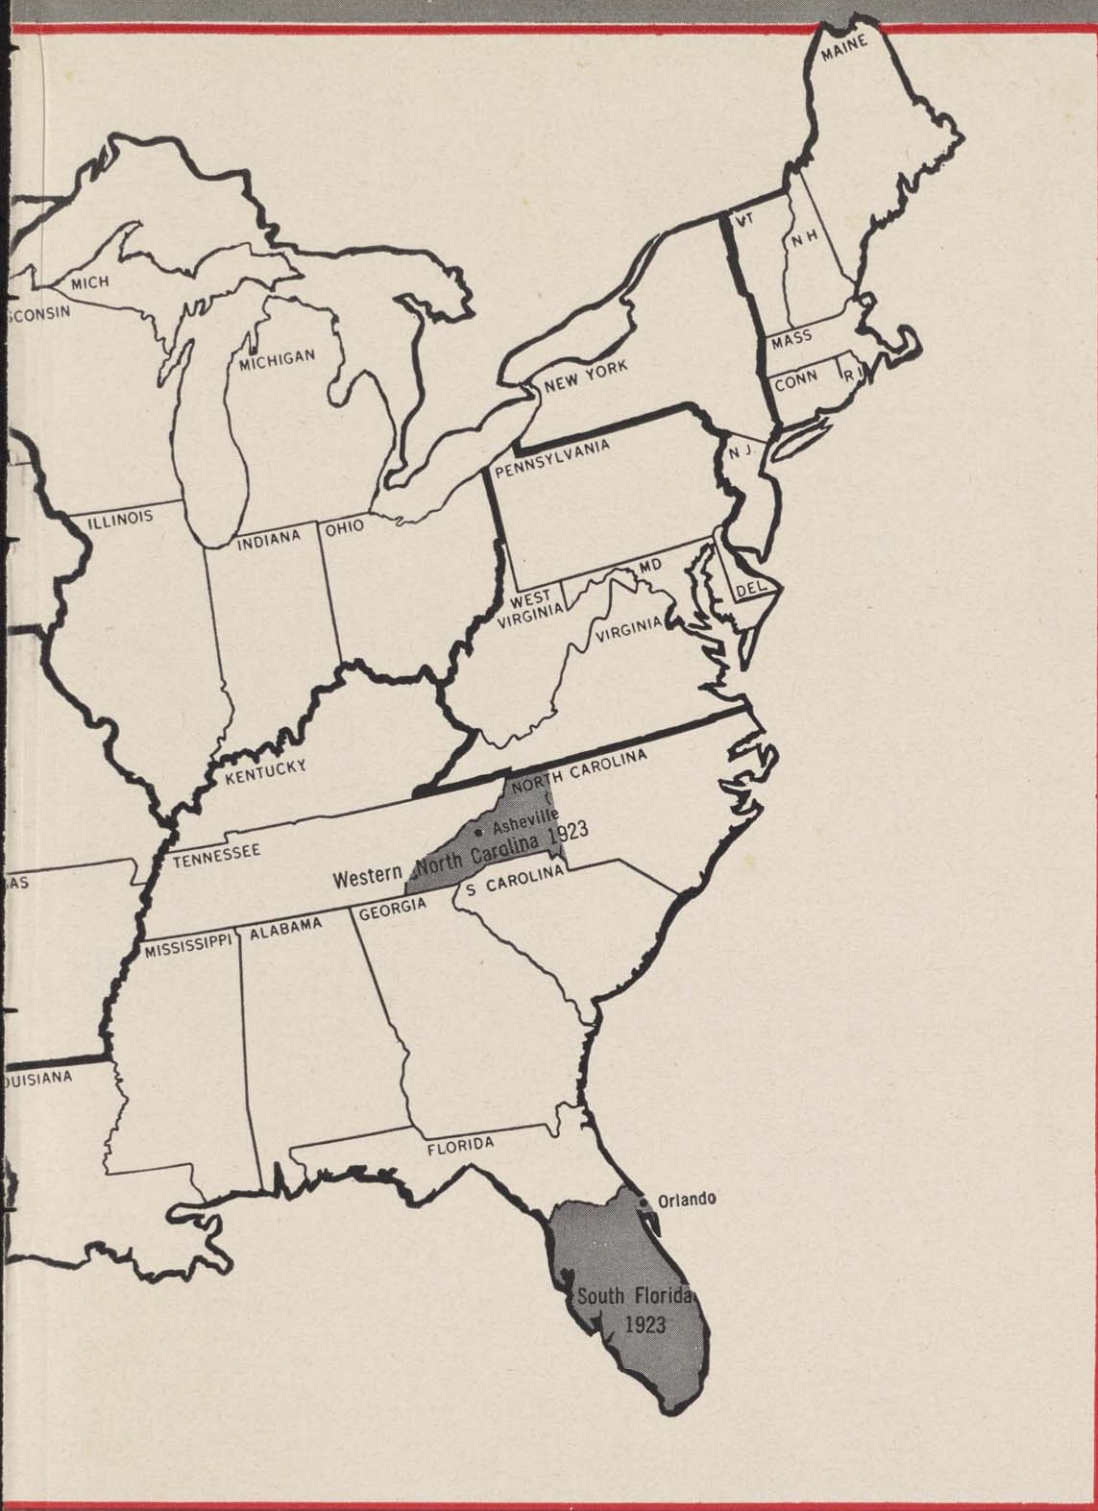 MAINE
VT
N H
MICH
SCONSIN
MASS
MICHIGAN
CONN
R I
NEW YORK
PENNSYLVANIA
N J
ILLINOIS
INDIANA
OHIO
MD
WEST
VIRGINIA
DEL
VIRGINIA
KENTUCKY
NORTH CAROLINA
Asheville
Western North Carolina 1923
TENNESSEE
AS
S CAROLINA
GEORGIA
ALABAMA
MISSISSIPPI
OUISIANA
FLORIDA
Orlando
South Florida
1923